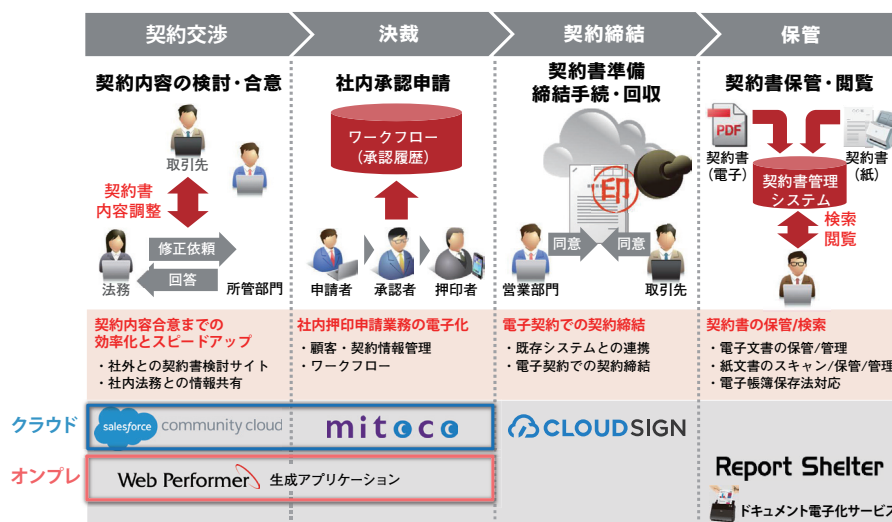 契約交渉
決裁
契約締結
保管
契約内容の検討・合意
取引先
契約書
内容調整
修正依頼
回答
法務
所管部門
社内承認申請
ワークフロー
（承認履歴）
申請者
承認者
押印者
契約書準備
締結手続・回収
印
同意
同意
営業部門
取引先
契約書保管・閲覧
PDF
契約書
（電子）
契約書
（紙）
契約書管理
システム
検索
閲覧
契約内容合意までの
効率化とスピードアップ
・社外との契約書検討サイト
・社内法務との情報共有
社内押印申請業務の電子化
・顧客・契約情報管理
・ワークフロー
電子契約での契約締結
・既存システムとの連携
・電子契約での契約締結
契約書の保管/検索
・電子文書の保管/管理
・紙文書のスキャン/保管/管理
・電子帳簿保存法対応
クラウド
salesforce community cloud
mitoco
CLOUDSIGN
オンプレ
Web Performer 生成アプリケーション
Report Shelter
ドキュメント電子化サービス